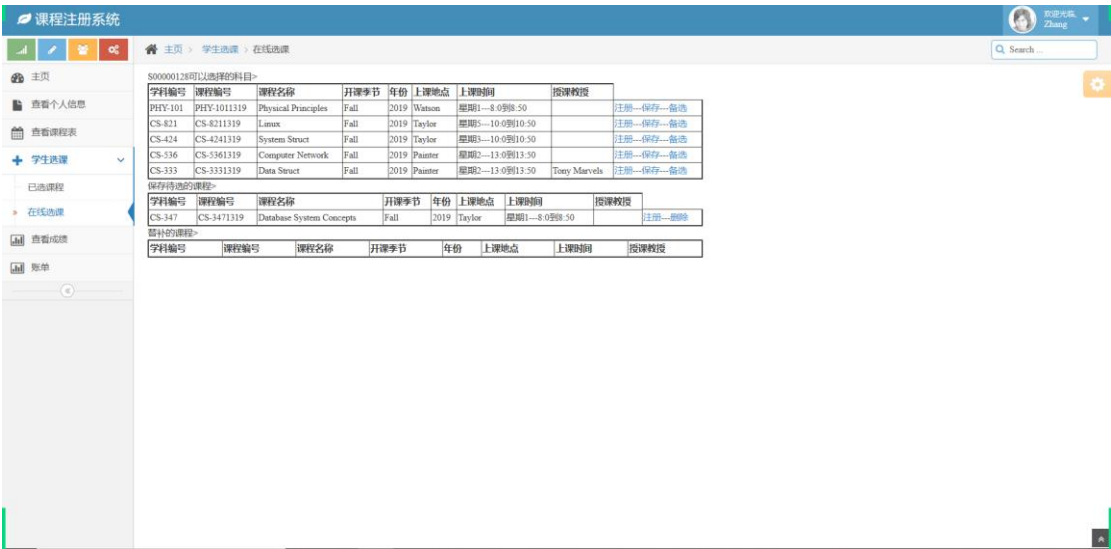 课程注册系统
欢迎光临,
Zhang
主页 > 学生选课 > 在线选课
Search ...
主页
查看个人信息
查看课程表
学生选课
已选课程
在线选课
查看成绩
账单
S00000128可以选择的科目>
学科编号 课程编号 课程名称 开课季节 年份 上课地点 上课时间 授课教授
PHY-101 PHY-1011319 Physical Principles Fall 2019 Watson 星期1---8:0到8:50 注册---保存---备选
CS-821 CS-8211319 Linux Fall 2019 Taylor 星期5---10:0到10:50 注册---保存---备选
CS-424 CS-4241319 System Struct Fall 2019 Taylor 星期3---10:0到10:50 注册---保存---备选
CS-536 CS-5361319 Computer Network Fall 2019 Painter 星期2---13:0到13:50 注册---保存---备选
CS-333 CS-3331319 Data Struct Fall 2019 Painter 星期2---13:0到13:50 Tony Marvels 注册---保存---备选
保存待选的课程>
学科编号 课程编号 课程名称 开课季节 年份 上课地点 上课时间 授课教授
CS-347 CS-3471319 Database System Concepts Fall 2019 Taylor 星期1---8:0到8:50 注册---删除
替补的课程>
学科编号 课程编号 课程名称 开课季节 年份 上课地点 上课时间 授课教授